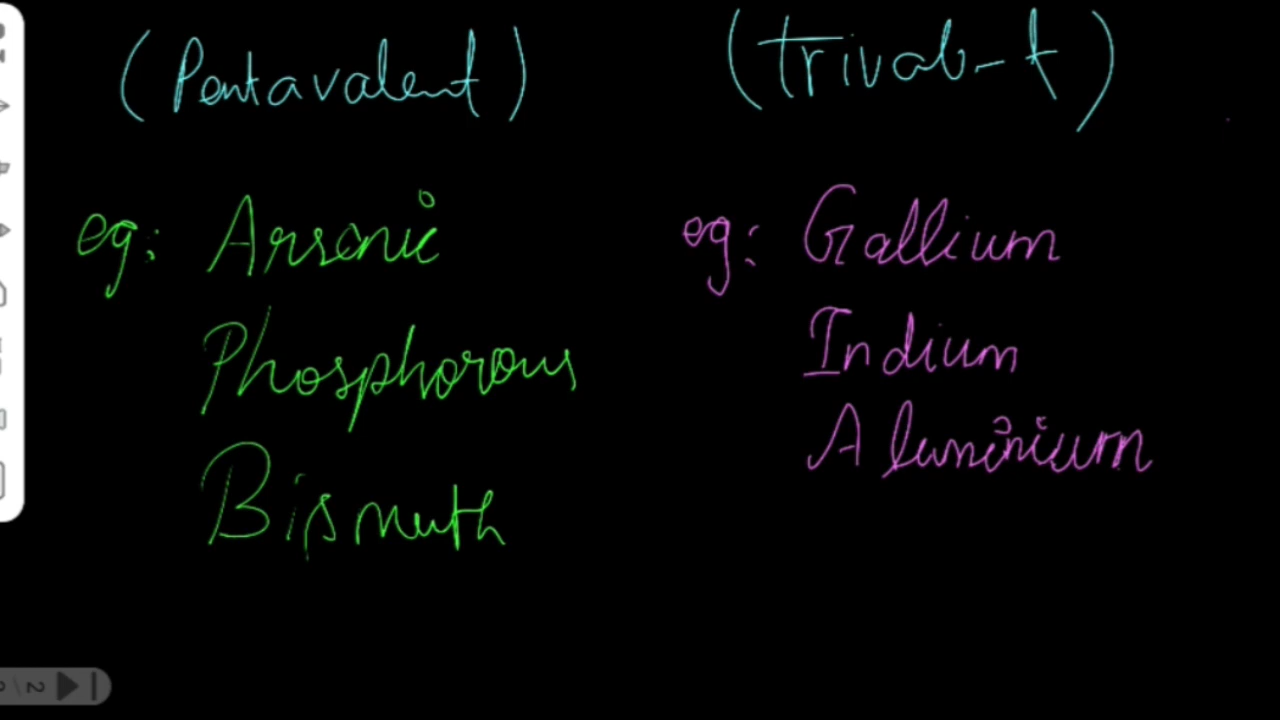 (Pentavalent)
(Trivalent)
eg: Arsenic
Phosphorous
Bismuth
eg: Gallium
Indium
Aluminium